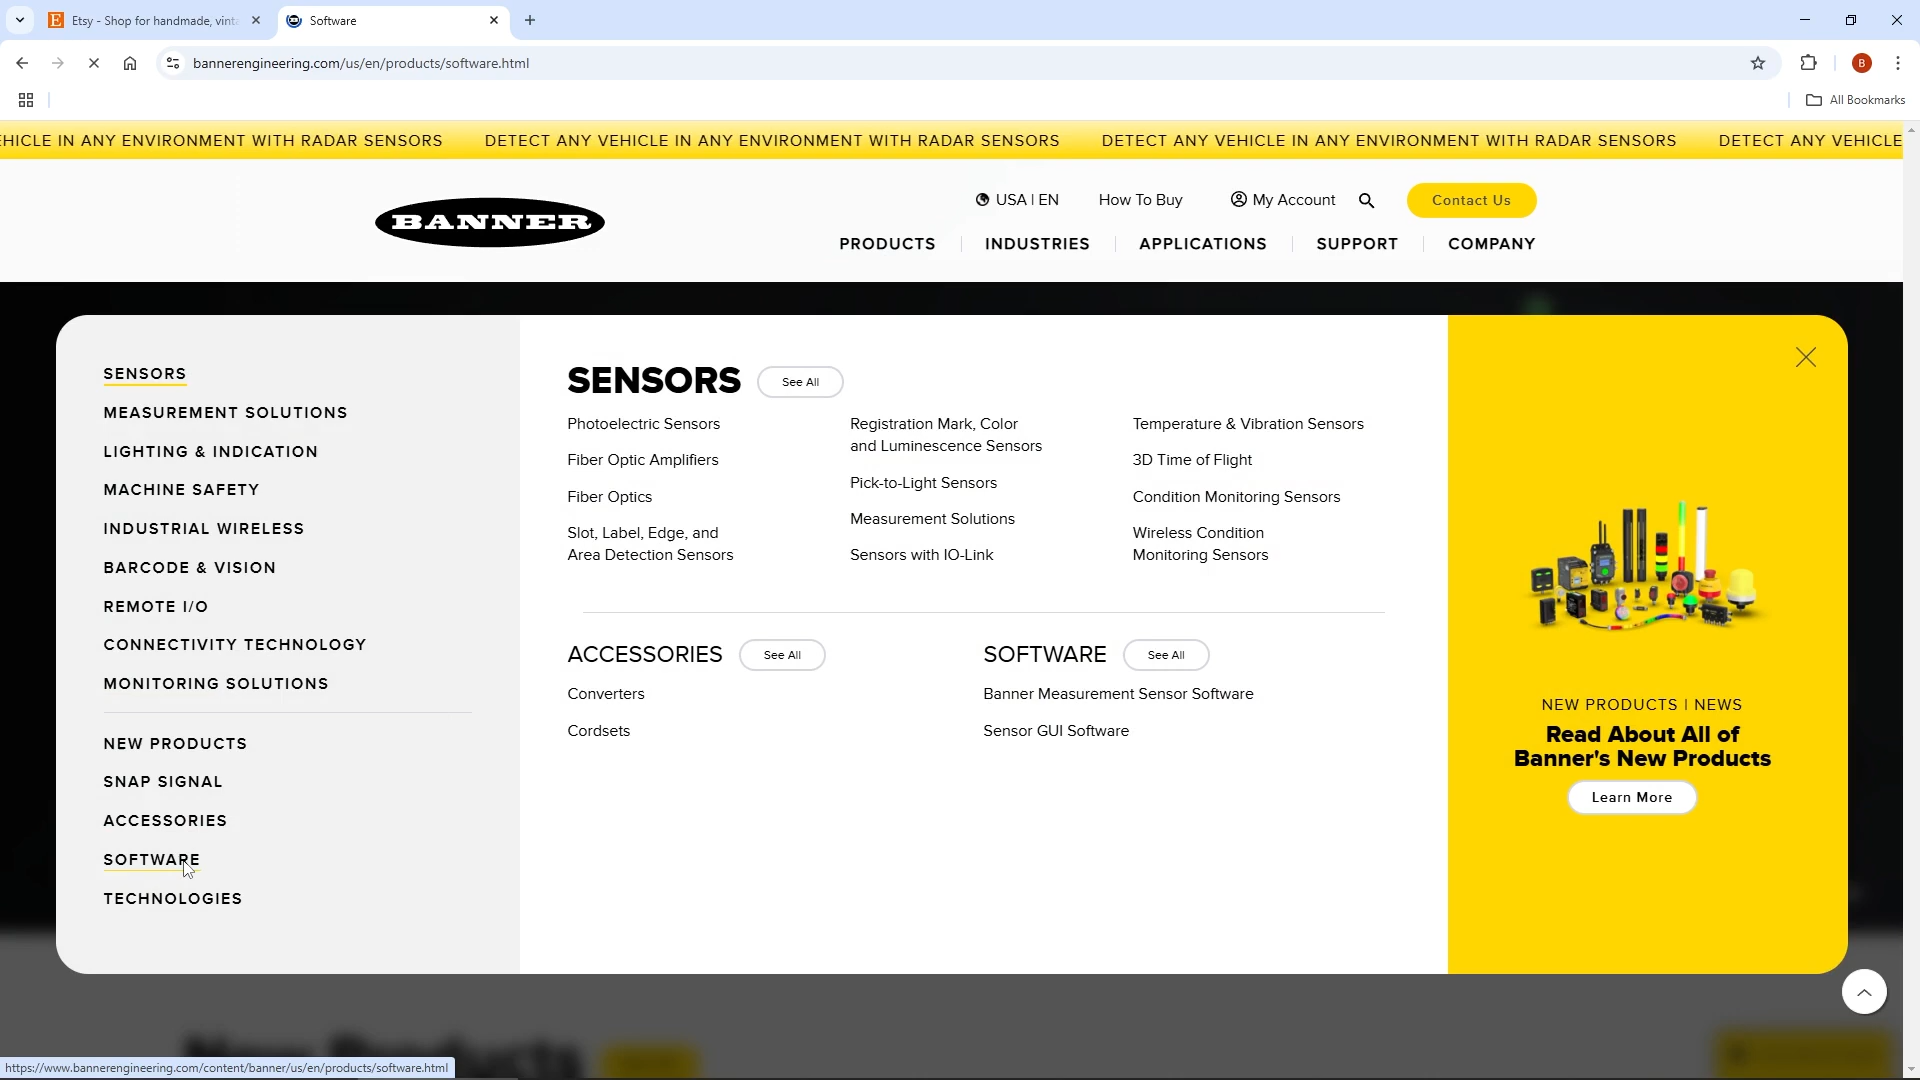 Etsy - Shop for handmade, vint
Software
bannerengineering.com/us/en/products/software.html
B
All Bookmarks
EHICLE IN ANY ENVIRONMENT WITH RADAR SENSORS DETECT ANY VEHICLE IN ANY ENVIRONMENT WITH RADAR SENSORS DETECT ANY VEHICLE IN ANY ENVIRONMENT WITH RADAR SENSORS DETECT ANY VEHICLE
BANNER
USA | EN
How To Buy
My Account
Contact Us
PRODUCTS
INDUSTRIES
APPLICATIONS
SUPPORT
COMPANY
SENSORS
MEASUREMENT SOLUTIONS
LIGHTING & INDICATION
MACHINE SAFETY
INDUSTRIAL WIRELESS
BARCODE & VISION
REMOTE I/O
CONNECTIVITY TECHNOLOGY
MONITORING SOLUTIONS
NEW PRODUCTS
SNAP SIGNAL
ACCESSORIES
SOFTWARE
TECHNOLOGIES
SENSORS
See All
Photoelectric Sensors
Fiber Optic Amplifiers
Fiber Optics
Slot, Label, Edge, and
Area Detection Sensors
Registration Mark, Color
and Luminescence Sensors
Pick-to-Light Sensors
Measurement Solutions
Sensors with IO-Link
Temperature & Vibration Sensors
3D Time of Flight
Condition Monitoring Sensors
Wireless Condition
Monitoring Sensors
ACCESSORIES
See All
Converters
Cordsets
SOFTWARE
See All
Banner Measurement Sensor Software
Sensor GUI Software
NEW PRODUCTS | NEWS
Read About All of
Banner's New Products
Learn More
New Products
https://www.bannerengineering.com/content/banner/us/en/products/software.html